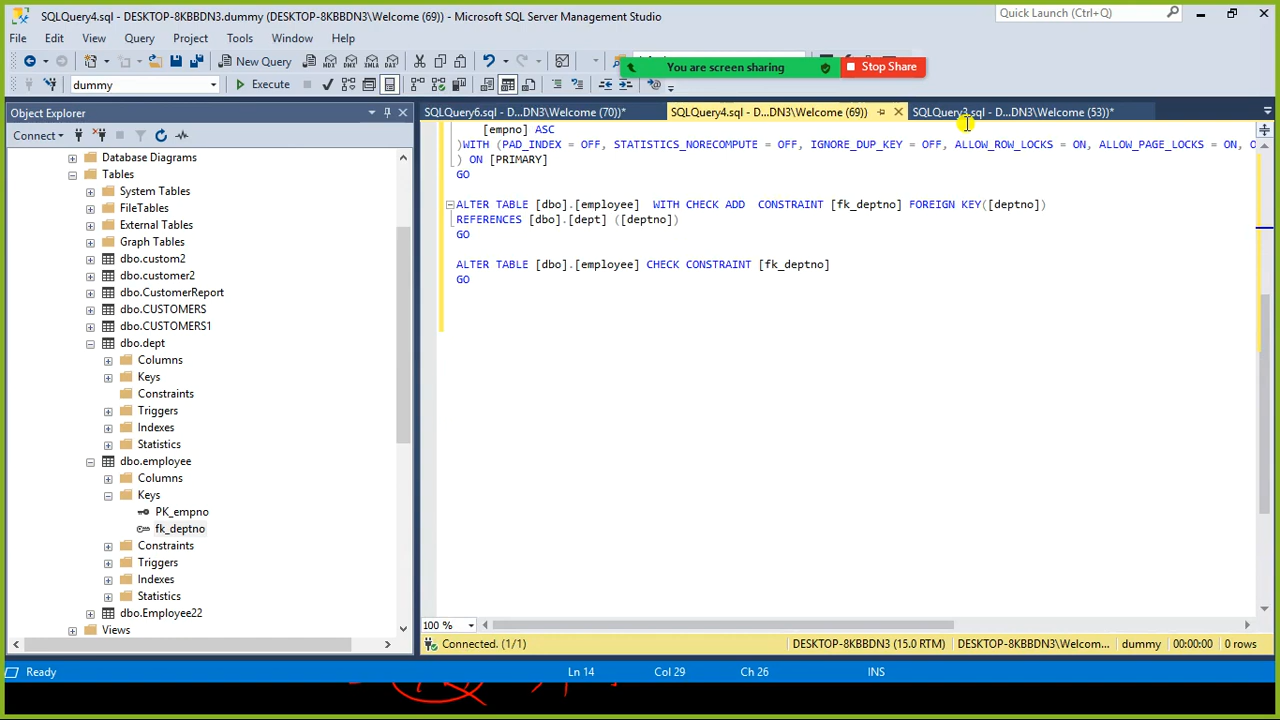 SQLQuery4.sql - DESKTOP-8KBBDN3.dummy (DESKTOP-8KBBDN3\Welcome (69)) - Microsoft SQL Server Management Studio
Quick Launch (Ctrl+Q)
File Edit View Query Project Tools Window Help
New Query
You are screen sharing
Stop Share
dummy
Execute
Object Explorer
SQLQuery6.sql - D...DN3\Welcome (70))*
SQLQuery4.sql - D...DN3\Welcome (69))
SQLQuery3.sql - D...DN3\Welcome (53))*
Connect
Database Diagrams
Tables
System Tables
FileTables
External Tables
Graph Tables
dbo.custom2
dbo.customer2
dbo.CustomerReport
dbo.CUSTOMERS
dbo.CUSTOMERS1
dbo.dept
Columns
Keys
Constraints
Triggers
Indexes
Statistics
dbo.employee
Columns
Keys
PK_empno
fk_deptno
Constraints
Triggers
Indexes
Statistics
dbo.Employee22
Views
[empno] ASC
)WITH (PAD_INDEX = OFF, STATISTICS_NORECOMPUTE = OFF, IGNORE_DUP_KEY = OFF, ALLOW_ROW_LOCKS = ON, ALLOW_PAGE_LOCKS = ON, O
) ON [PRIMARY]
GO
ALTER TABLE [dbo].[employee]  WITH CHECK ADD  CONSTRAINT [fk_deptno] FOREIGN KEY([deptno])
REFERENCES [dbo].[dept] ([deptno])
GO
ALTER TABLE [dbo].[employee] CHECK CONSTRAINT [fk_deptno]
GO
100 %
Connected. (1/1)
DESKTOP-8KBBDN3 (15.0 RTM)
DESKTOP-8KBBDN3\Welcom...
dummy
00:00:00
0 rows
Ready
Ln 14
Col 29
Ch 26
INS